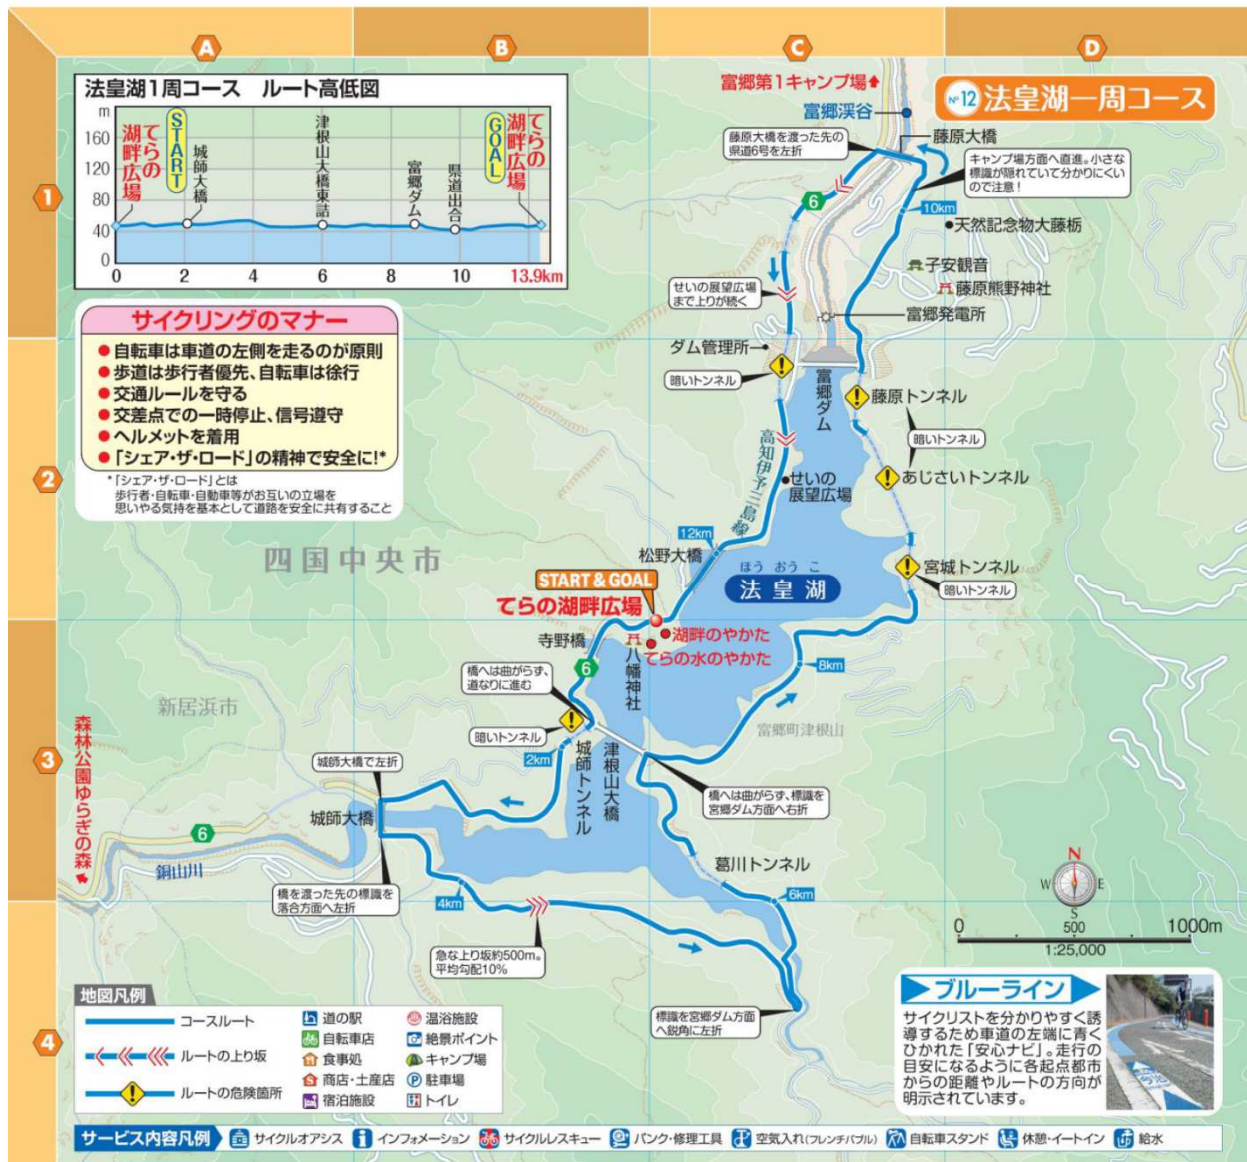 A
B
C
D
1
2
3
4
法皇湖1周コース　ルート高低図
m
160
120
80
40
0
てらの
湖畔広場
START
城師大橋
津根山大橋東詰
富郷ダム
県道出合
GOAL
てらの
湖畔広場
0
2
4
6
8
10
13.9km
富郷第1キャンプ場
Nº12 法皇湖一周コース
富郷渓谷
藤原大橋
藤原大橋を渡った先の
県道6号を左折
キャンプ場方面へ直進。小さな
標識が隠れていて分かりにくい
ので注意！
6
10km
天然記念物大藤栃
子安観音
藤原熊野神社
せいの展望広場
まで上りが続く
富郷発電所
サイクリングのマナー
●自転車は車道の左側を走るのが原則
●歩道は歩行者優先、自転車は徐行
●交通ルールを守る
●交差点での一時停止、信号遵守
●ヘルメットを着用
●「シェア・ザ・ロード」の精神で安全に!*
*「シェア・ザ・ロード」とは
歩行者・自転車・自動車等がお互いの立場を
思いやる気持を基本として道路を安全に共有すること
ダム管理所
暗いトンネル
富郷ダム
藤原トンネル
暗いトンネル
あじさいトンネル
高知伊予三島線
せいの
展望広場
12km
松野大橋
宮城トンネル
暗いトンネル
四国中央市
ほうおうこ
法皇湖
START & GOAL
てらの湖畔広場
寺野橋
湖畔のやかた
てらの水のやかた
八幡神社
6
橋へは曲がらず、
道なりに進む
8km
新居浜市
富郷町津根山
暗いトンネル
2km
城師トンネル
津根山大橋
森林公園ゆらぎの森
城師大橋で左折
城師大橋
橋へは曲がらず、標識を
宮郷ダム方面へ右折
6
銅山川
葛川トンネル
6km
橋を渡った先の標識を
落合方面へ左折
4km
N
W
E
S
0
500
1000m
1:25,000
急な上り坂約500m。
平均勾配10%
標識を宮郷ダム方面
へ鋭角に左折
地図凡例
コースルート
ルートの上り坂
ルートの危険箇所
道の駅
自転車店
食事処
商店・土産店
宿泊施設
温浴施設
絶景ポイント
キャンプ場
駐車場
トイレ
ブルーライン
サイクリストを分かりやすく誘
導するため車道の左端に青く
ひかれた「安心ナビ」。走行の
目安になるように各起点都市
からの距離やルートの方向が
明示されています。
サービス内容凡例
サイクルオアシス
インフォメーション
サイクルレスキュー
パンク・修理工具
空気入れ(フレンチバルブ)
自転車スタンド
休憩・イートイン
給水